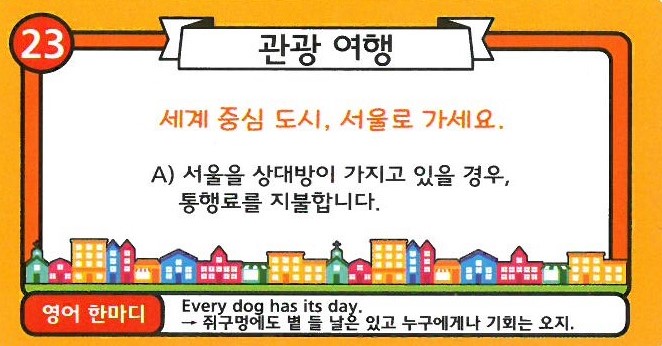 23
관광 여행
세계 중심 도시, 서울로 가세요.
A) 서울을 상대방이 가지고 있을 경우,
통행료를 지불합니다.
영어 한마디
Every dog has its day.
→ 쥐구멍에도 볕 들 날은 있고 누구에게나 기회는 오지.